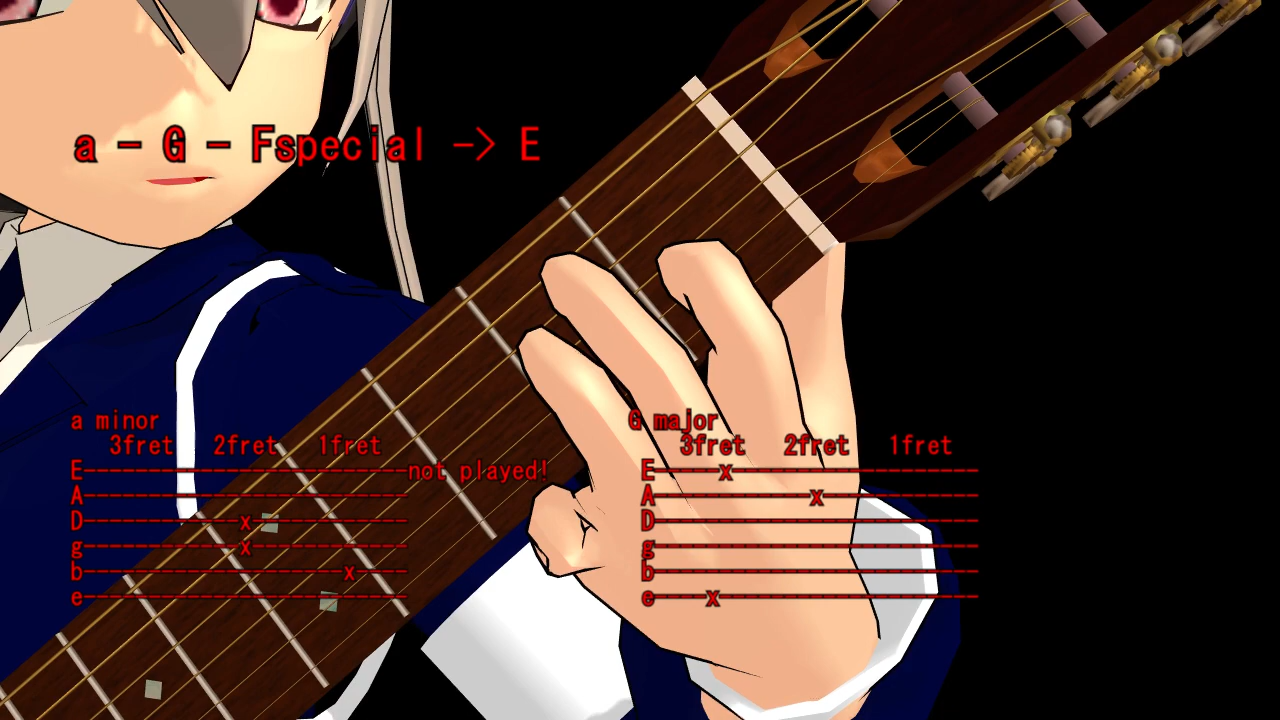 a - G - Fspecial -> E
a minor
3fret 2fret 1fret
E----------------------not played!
A----------------------
D-----------x----------
g-----------x----------
b------------------x---
e----------------------
G major
3fret 2fret 1fret
E-----x----------------
A-----------x----------
D----------------------
g----------------------
b----------------------
e----x-----------------